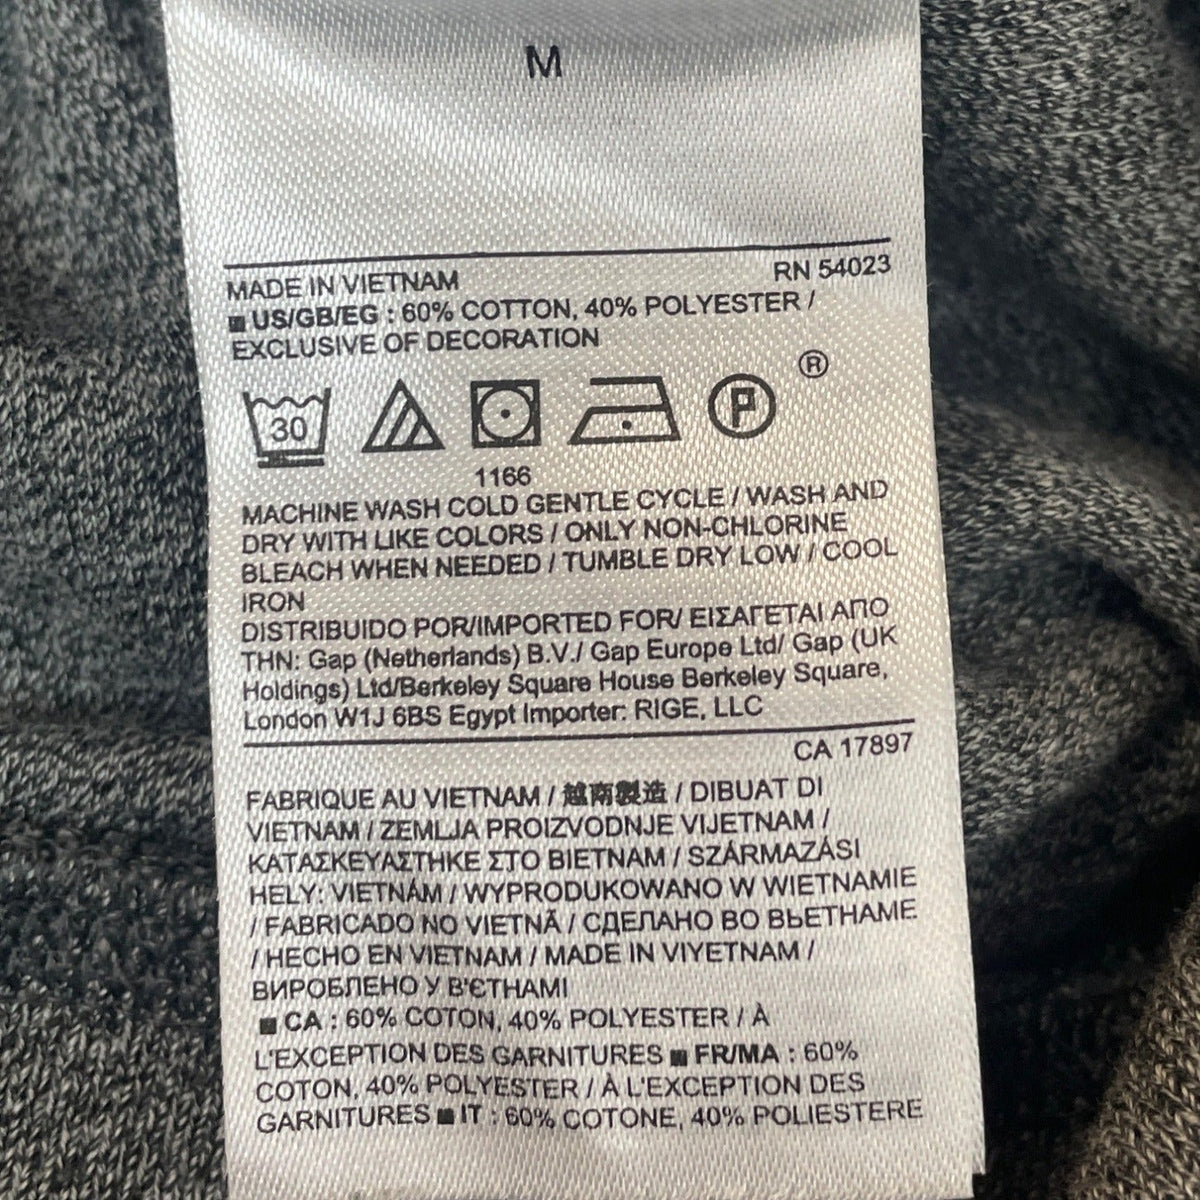 M
MADE IN VIETNAM RN 54023
■ US/GB/EG : 60% COTTON, 40% POLYESTER /
EXCLUSIVE OF DECORATION
30 P ®
1166
MACHINE WASH COLD GENTLE CYCLE / WASH AND
DRY WITH LIKE COLORS / ONLY NON-CHLORINE
BLEACH WHEN NEEDED / TUMBLE DRY LOW / COOL
IRON
DISTRIBUIDO POR/IMPORTED FOR/ ΕΙΣΑΓΕΤΑΙ ΑΠΟ
THN: Gap (Netherlands) B.V./ Gap Europe Ltd/ Gap (UK
Holdings) Ltd/Berkeley Square House Berkeley Square,
London W1J 6BS Egypt Importer: RIGE, LLC
CA 17897
FABRIQUE AU VIETNAM / 越南製造 / DIBUAT DI
VIETNAM / ZEMLJA PROIZVODNJE VIJETNAM /
ΚΑΤΑΣΚΕΥΑΣΤΗΚΕ ΣΤΟ ΒΙΕΤΝΑΜ / SZÁRMAZÁSI
HELY: VIETNÁM / WYPRODUKOWANO W WIETNAMIE
/ FABRICADO NO VIETNÃ / СДЕЛАНО ВО ВЬЕТНАМЕ
/ HECHO EN VIETNAM / MADE IN VIYETNAM /
ВИРОБЛЕНО У В'ЄТНАМІ
■ CA : 60% COTON, 40% POLYESTER / À
L'EXCEPTION DES GARNITURES ■ FR/MA : 60%
COTON, 40% POLYESTER / À L'EXCEPTION DES
GARNITURES ■ IT : 60% COTONE, 40% POLIESTERE